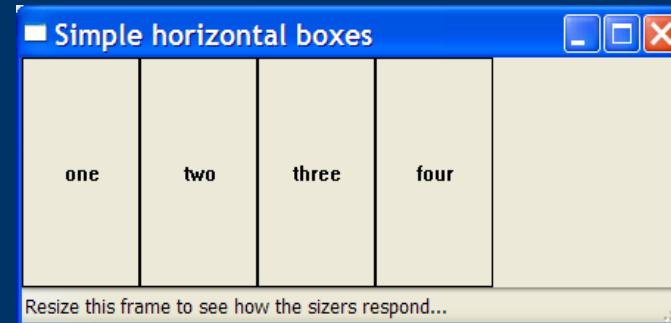 Simple horizontal boxes
one two three four
Resize this frame to see how the sizers respond...